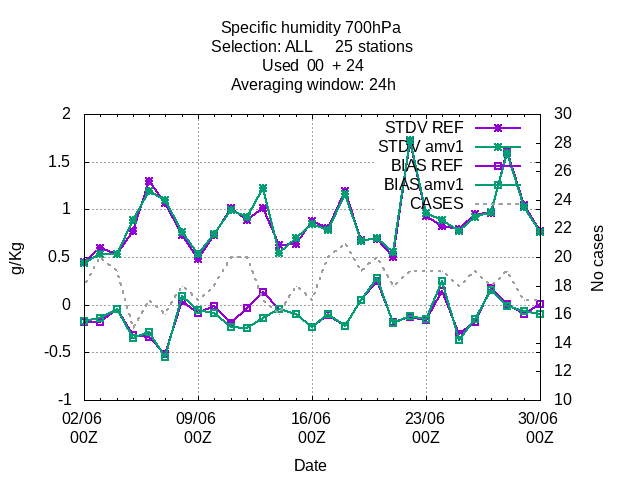 Specific humidity 700hPa
Selection: ALL     25 stations
Used  00  + 24
Averaging window: 24h
2
1.5
1
0.5
0
-0.5
-1
g/Kg
30
28
26
24
22
20
18
16
14
12
10
No cases
STDV REF
STDV amv1
BIAS REF
BIAS amv1
CASES
02/06 00Z
09/06 00Z
16/06 00Z
23/06 00Z
30/06 00Z
Date